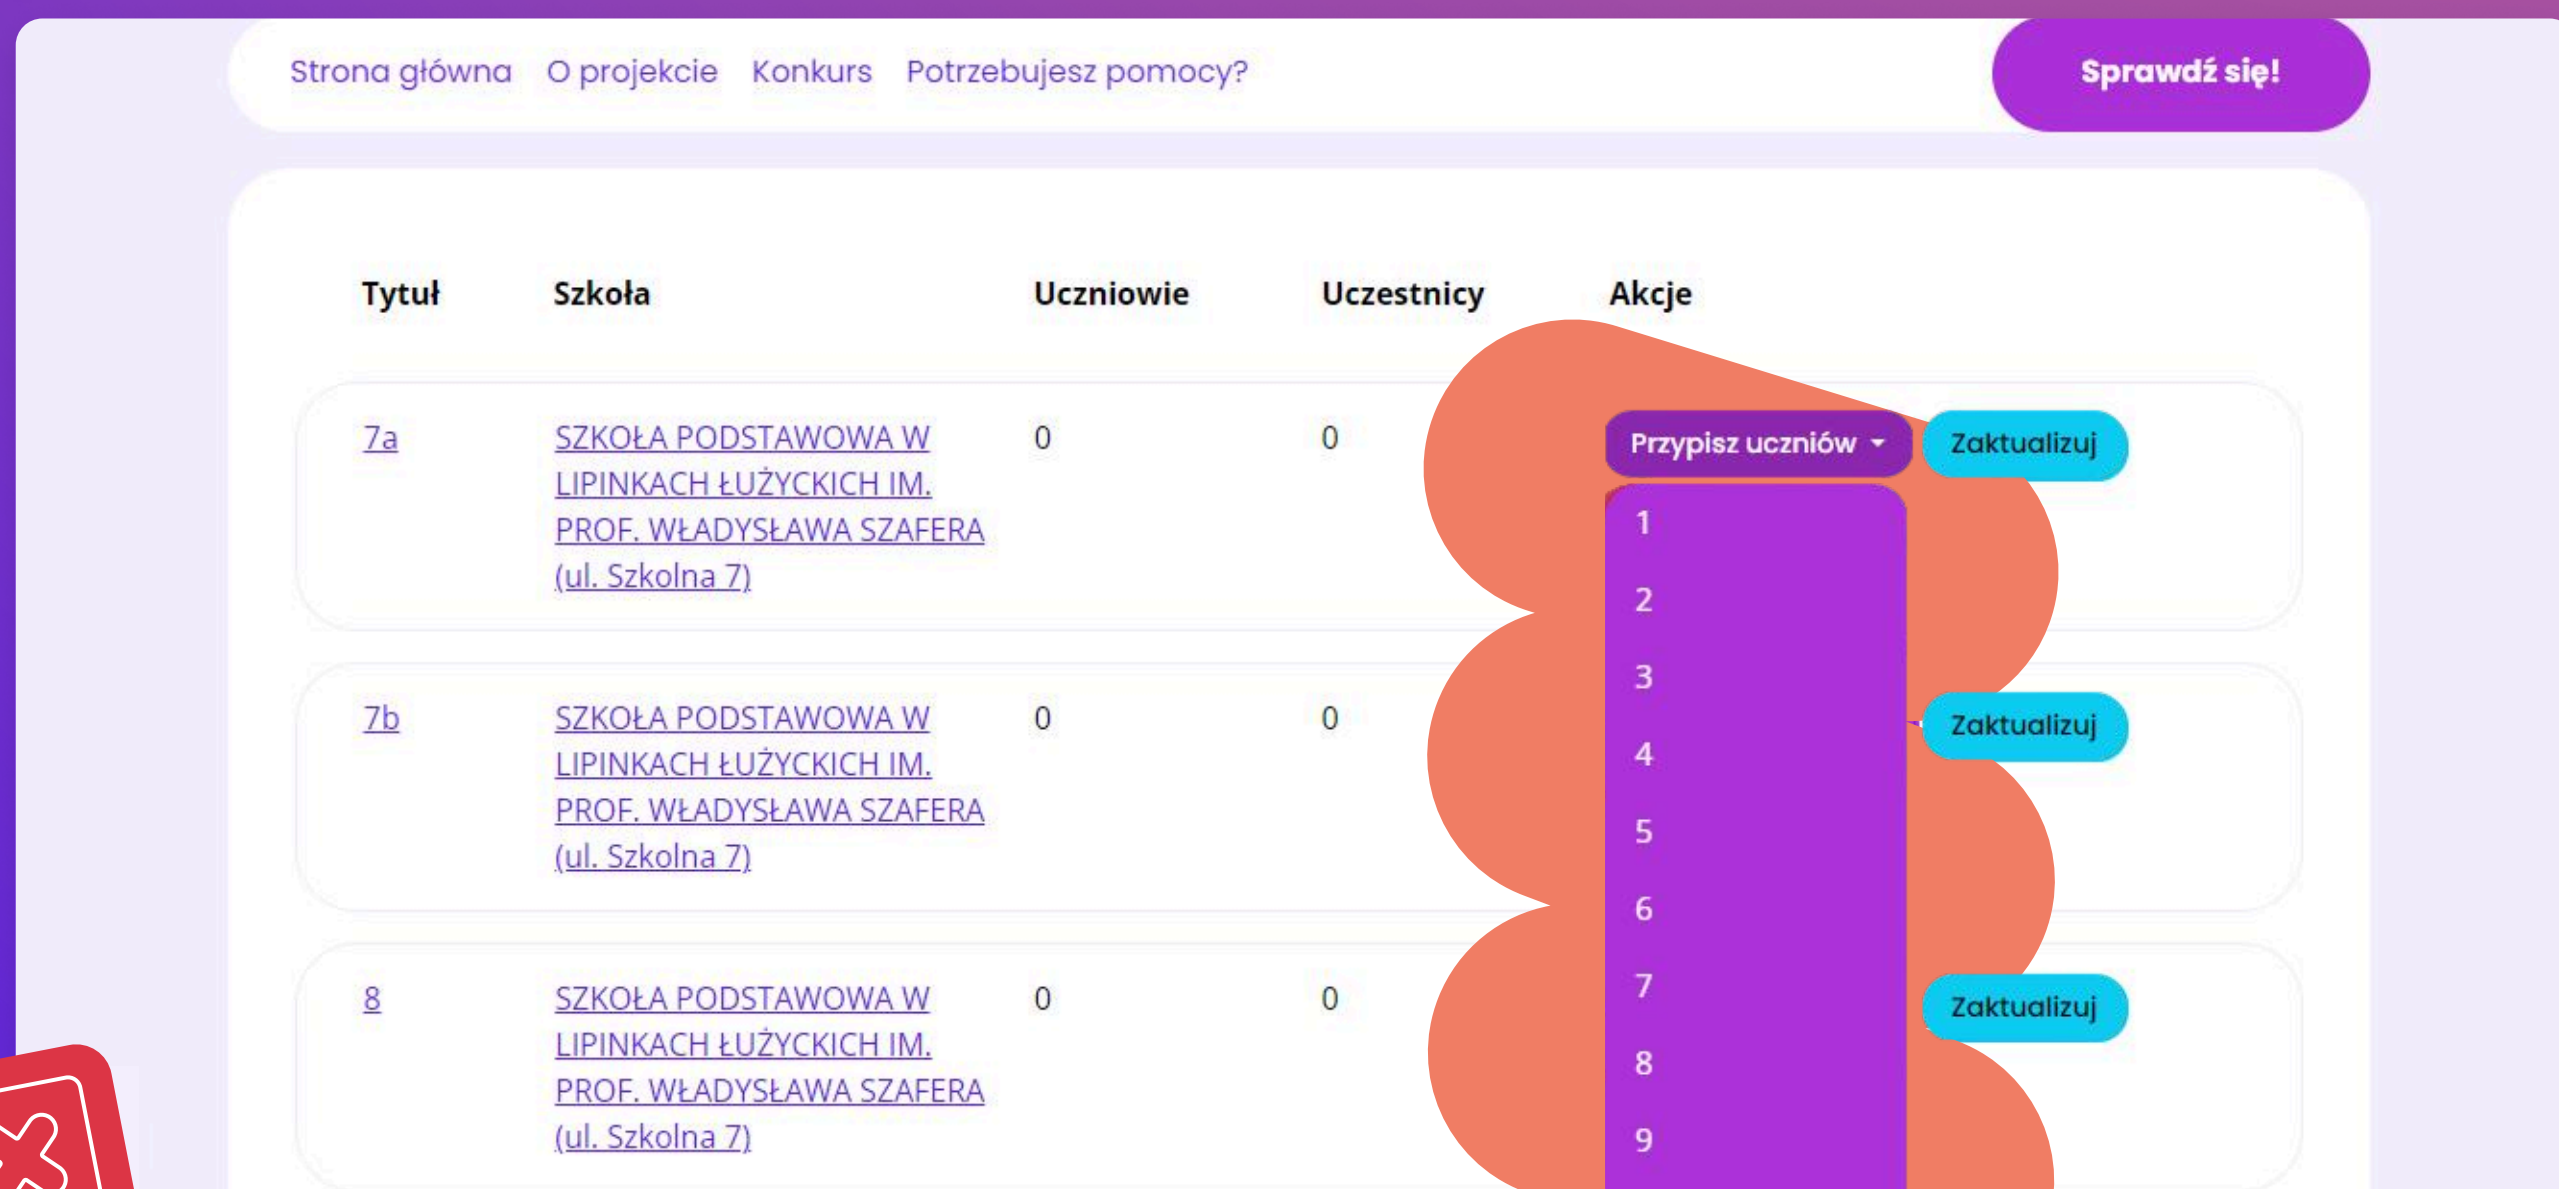 Strona główna O projekcie Konkurs Potrzebujesz pomocy? Sprawdź się!
Tytuł Szkoła Uczniowie Uczestnicy Akcje
7a SZKOŁA PODSTAWOWA W 0 0 Przypisz uczniów Zaktualizuj
LIPINKACH ŁUŻYCKICH IM.
PROF. WŁADYSŁAWA SZAFERA
(ul. Szkolna 7)
1
2
3
7b SZKOŁA PODSTAWOWA W 0 0 Zaktualizuj
LIPINKACH ŁUŻYCKICH IM.
PROF. WŁADYSŁAWA SZAFERA
(ul. Szkolna 7)
4
5
6
8 SZKOŁA PODSTAWOWA W 0 0 Zaktualizuj
LIPINKACH ŁUŻYCKICH IM.
PROF. WŁADYSŁAWA SZAFERA
(ul. Szkolna 7)
7
8
9